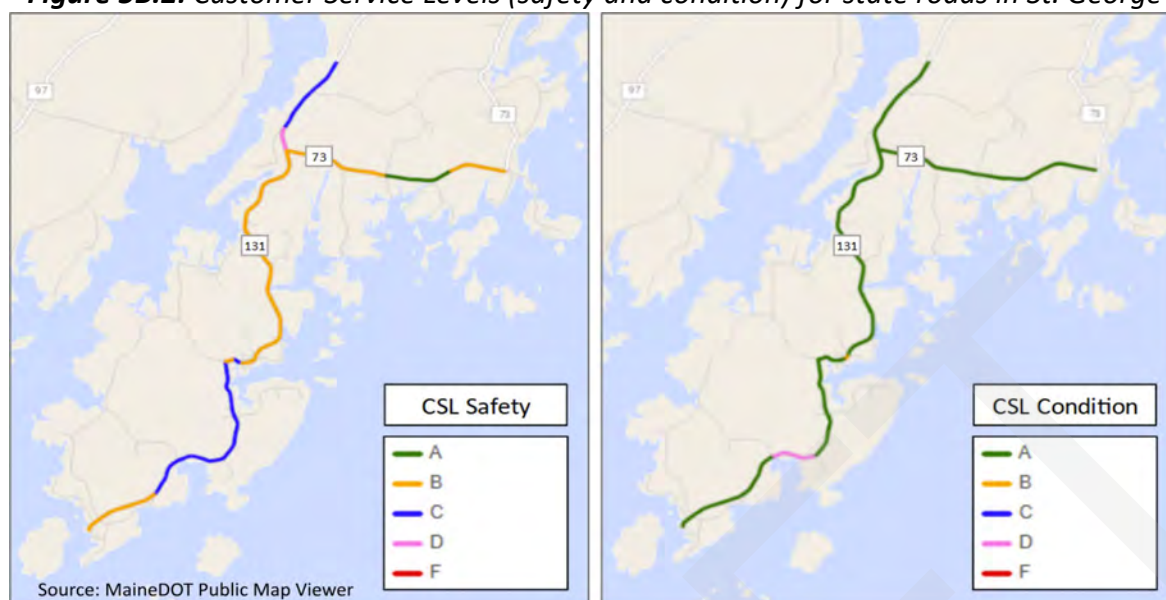 Figure 3B.2: Customer Service Levels (safety and condition) for state roads in St. George
97
73
73
131
CSL Safety
A
B
C
D
F
Source: MaineDOT Public Map Viewer
97
73
73
131
CSL Condition
A
B
C
D
F